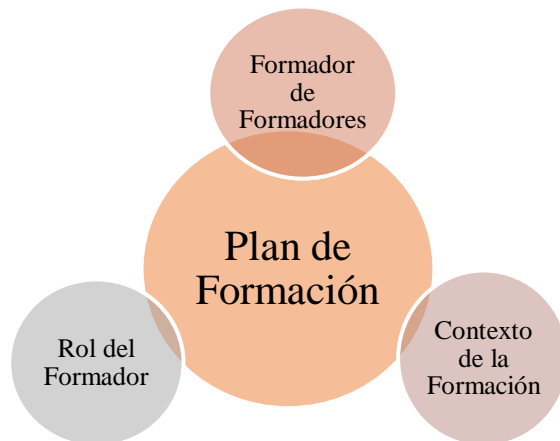 Formador
de
Formadores
Plan de
Formación
Rol del
Formador
Contexto
de la
Formación